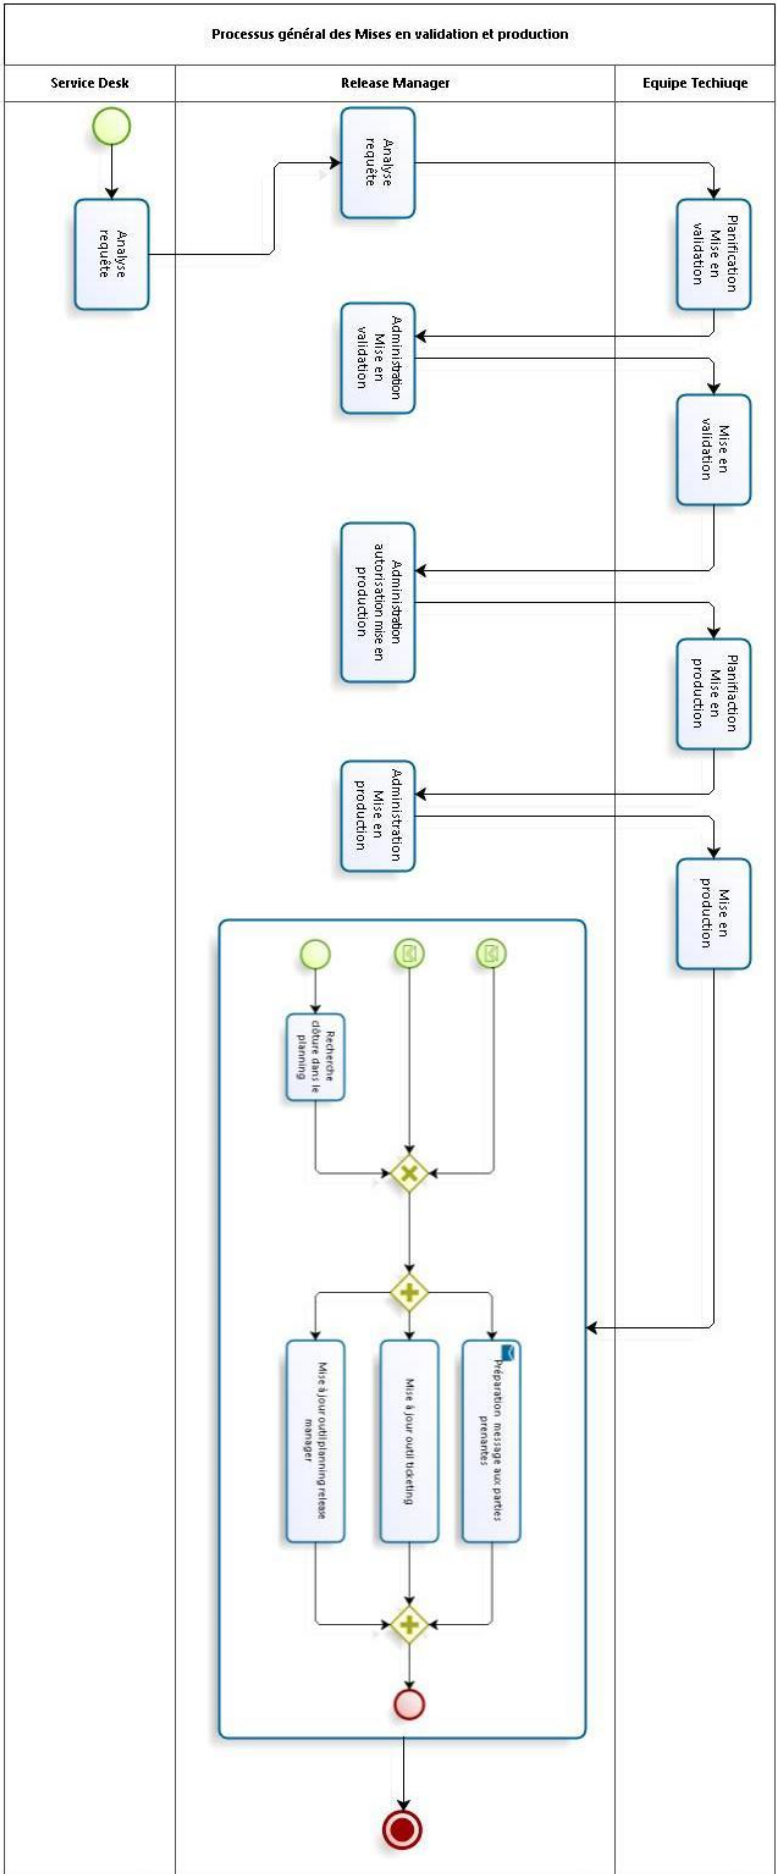 Processus général des Mises en validation et production
Service Desk
Release Manager
Equipe Techiuqe
Analyse
requête
Analyse
requête
Planification
Mise en
validation
Administration
Mise en
validation
Mise en
validation
Administration
autorisation mise en
production
Planifiaction
Mise en
production
Administration
Mise en
production
Mise en
production
Recherche
clôture dans le
planning
Préparation message aux parties
prenantes
Mise à jour outil ticketing
Mise à jour outil planning release
manager